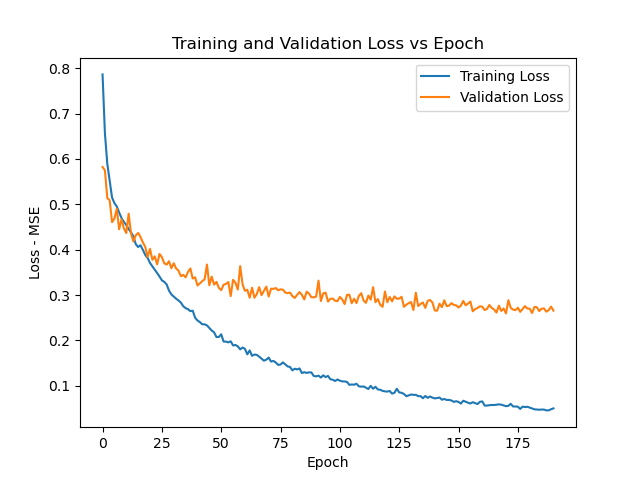 Training and Validation Loss vs Epoch
Training Loss
Validation Loss
Loss - MSE
0.8
0.7
0.6
0.5
0.4
0.3
0.2
0.1
0 25 50 75 100 125 150 175
Epoch